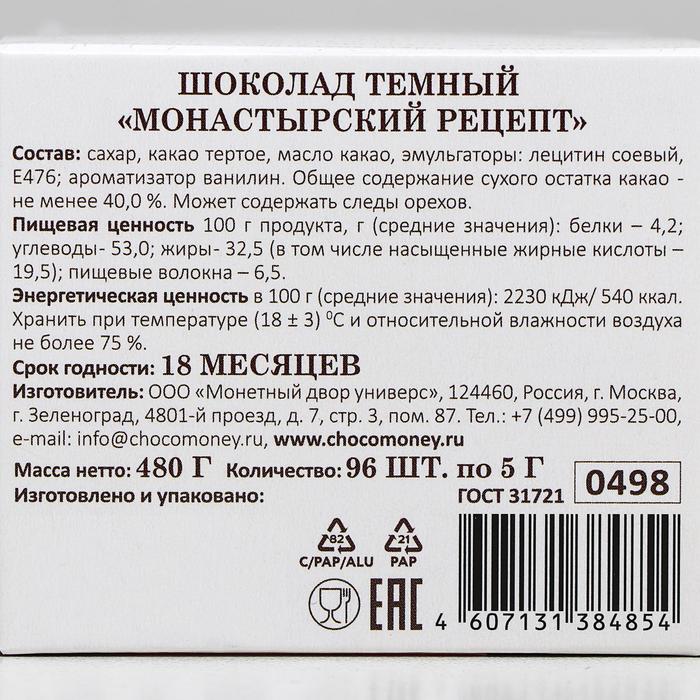 ШОКОЛАД ТЕМНЫЙ
«МОНАСТЫРСКИЙ РЕЦЕПТ»
Состав: сахар, какао тертое, масло какао, эмульгаторы: лецитин соевый,
Е476; ароматизатор ванилин. Общее содержание сухого остатка какао -
не менее 40,0 %. Может содержать следы орехов.
Пищевая ценность 100 г продукта, г (средние значения): белки – 4,2;
углеводы- 53,0; жиры- 32,5 (в том числе насыщенные жирные кислоты –
19,5); пищевые волокна – 6,5.
Энергетическая ценность в 100 г (средние значения): 2230 кДж/ 540 ккал.
Хранить при температуре (18 ± 3) ⁰С и относительной влажности воздуха
не более 75 %.
Срок годности: 18 МЕСЯЦЕВ
Изготовитель: ООО «Монетный двор универс», 124460, Россия, г. Москва,
г. Зеленоград, 4801-й проезд, д. 7, стр. 3, пом. 87. Тел.: +7 (499) 995-25-00,
e-mail: info@chocomoney.ru, www.chocomoney.ru
Масса нетто: 480 Г Количество: 96 ШТ. по 5 Г
Изготовлено и упаковано: ГОСТ 31721 0498
82 21
C/PAP/ALU PAP
ЕАС
4 607131 384854